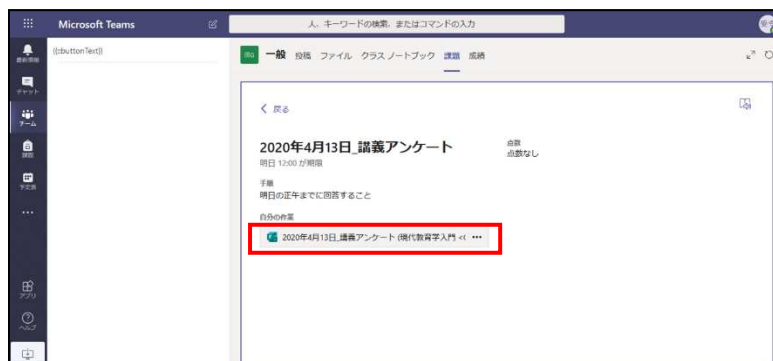 Microsoft Teams
人、キーワードの検索、またはコマンドの入力
最新情報
チャット
チーム
課題
予定表
...
アプリ
ヘルプ
{{cbuttonText}}
一般 投稿 ファイル クラス ノートブック 課題 成績
戻る
2020年4月13日_講義アンケート
明日 12:00 が期限
点数
点数なし
手順
明日の正午までに回答すること
自分の作業
2020年4月13日_講義アンケート (現代教育学入門 <( •••